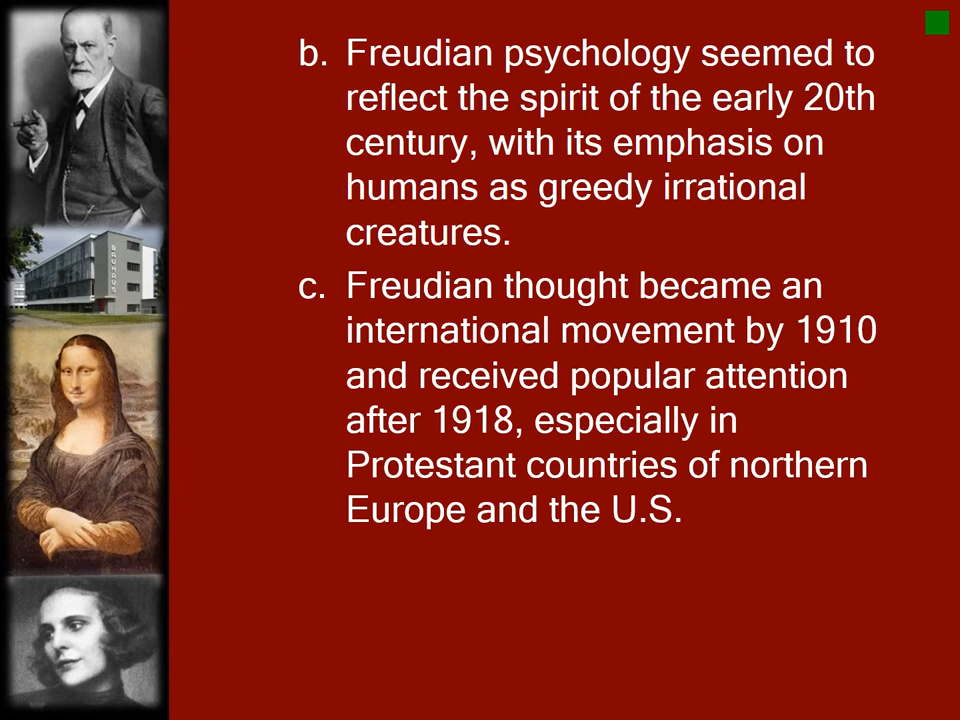 b. Freudian psychology seemed to
reflect the spirit of the early 20th
century, with its emphasis on
humans as greedy irrational
creatures.
c. Freudian thought became an
international movement by 1910
and received popular attention
after 1918, especially in
Protestant countries of northern
Europe and the U.S.
BAUHAUS